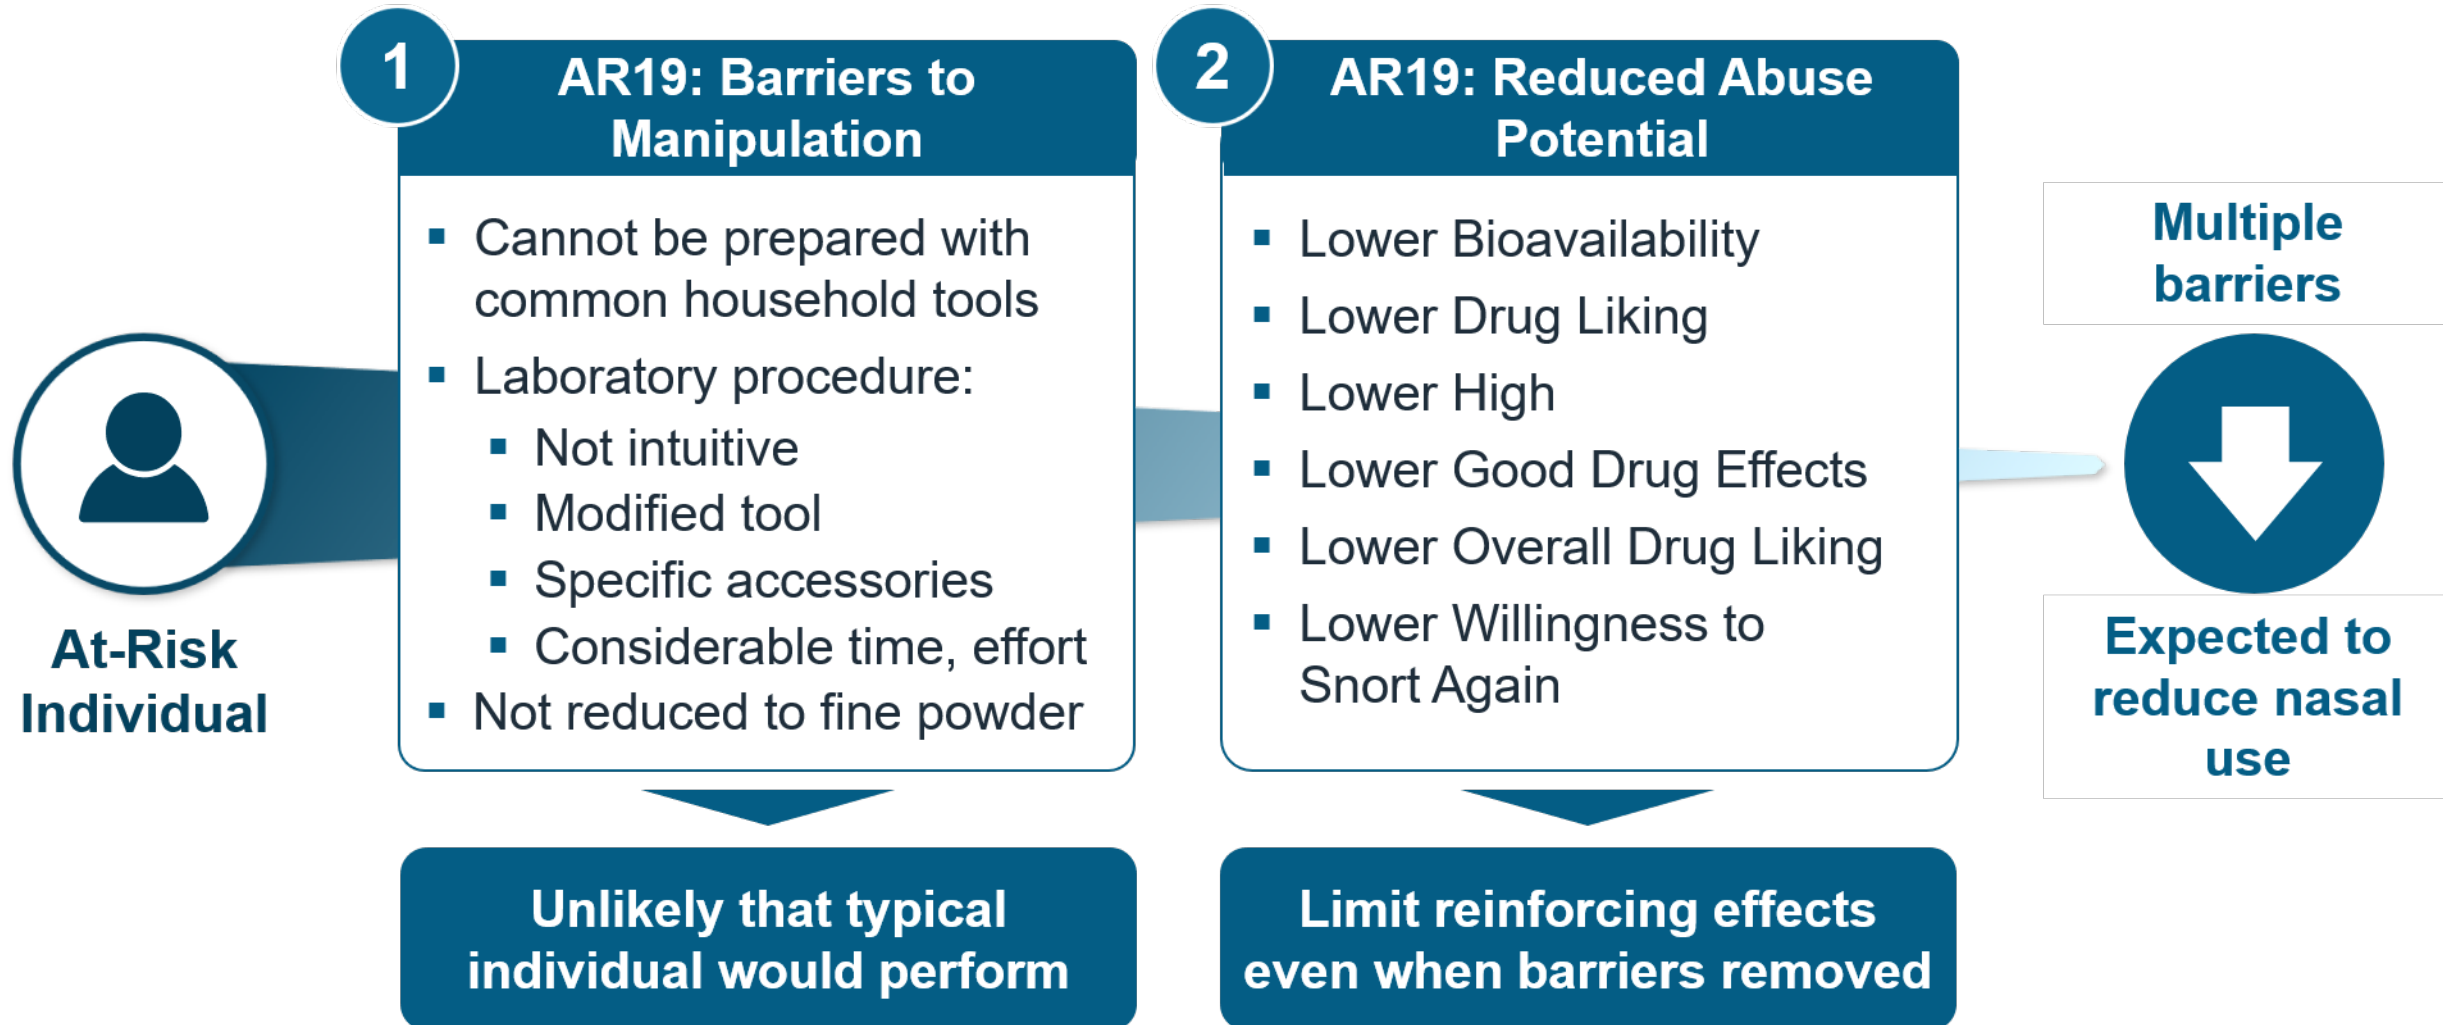 At-Risk
Individual
1
AR19: Barriers to
Manipulation
Cannot be prepared with
common household tools
Laboratory procedure:
Not intuitive
Modified tool
Specific accessories
Considerable time, effort
Not reduced to fine powder
Unlikely that typical
individual would perform
2
AR19: Reduced Abuse
Potential
Lower Bioavailability
Lower Drug Liking
Lower High
Lower Good Drug Effects
Lower Overall Drug Liking
Lower Willingness to
Snort Again
Limit reinforcing effects
even when barriers removed
Multiple
barriers
Expected to
reduce nasal
use